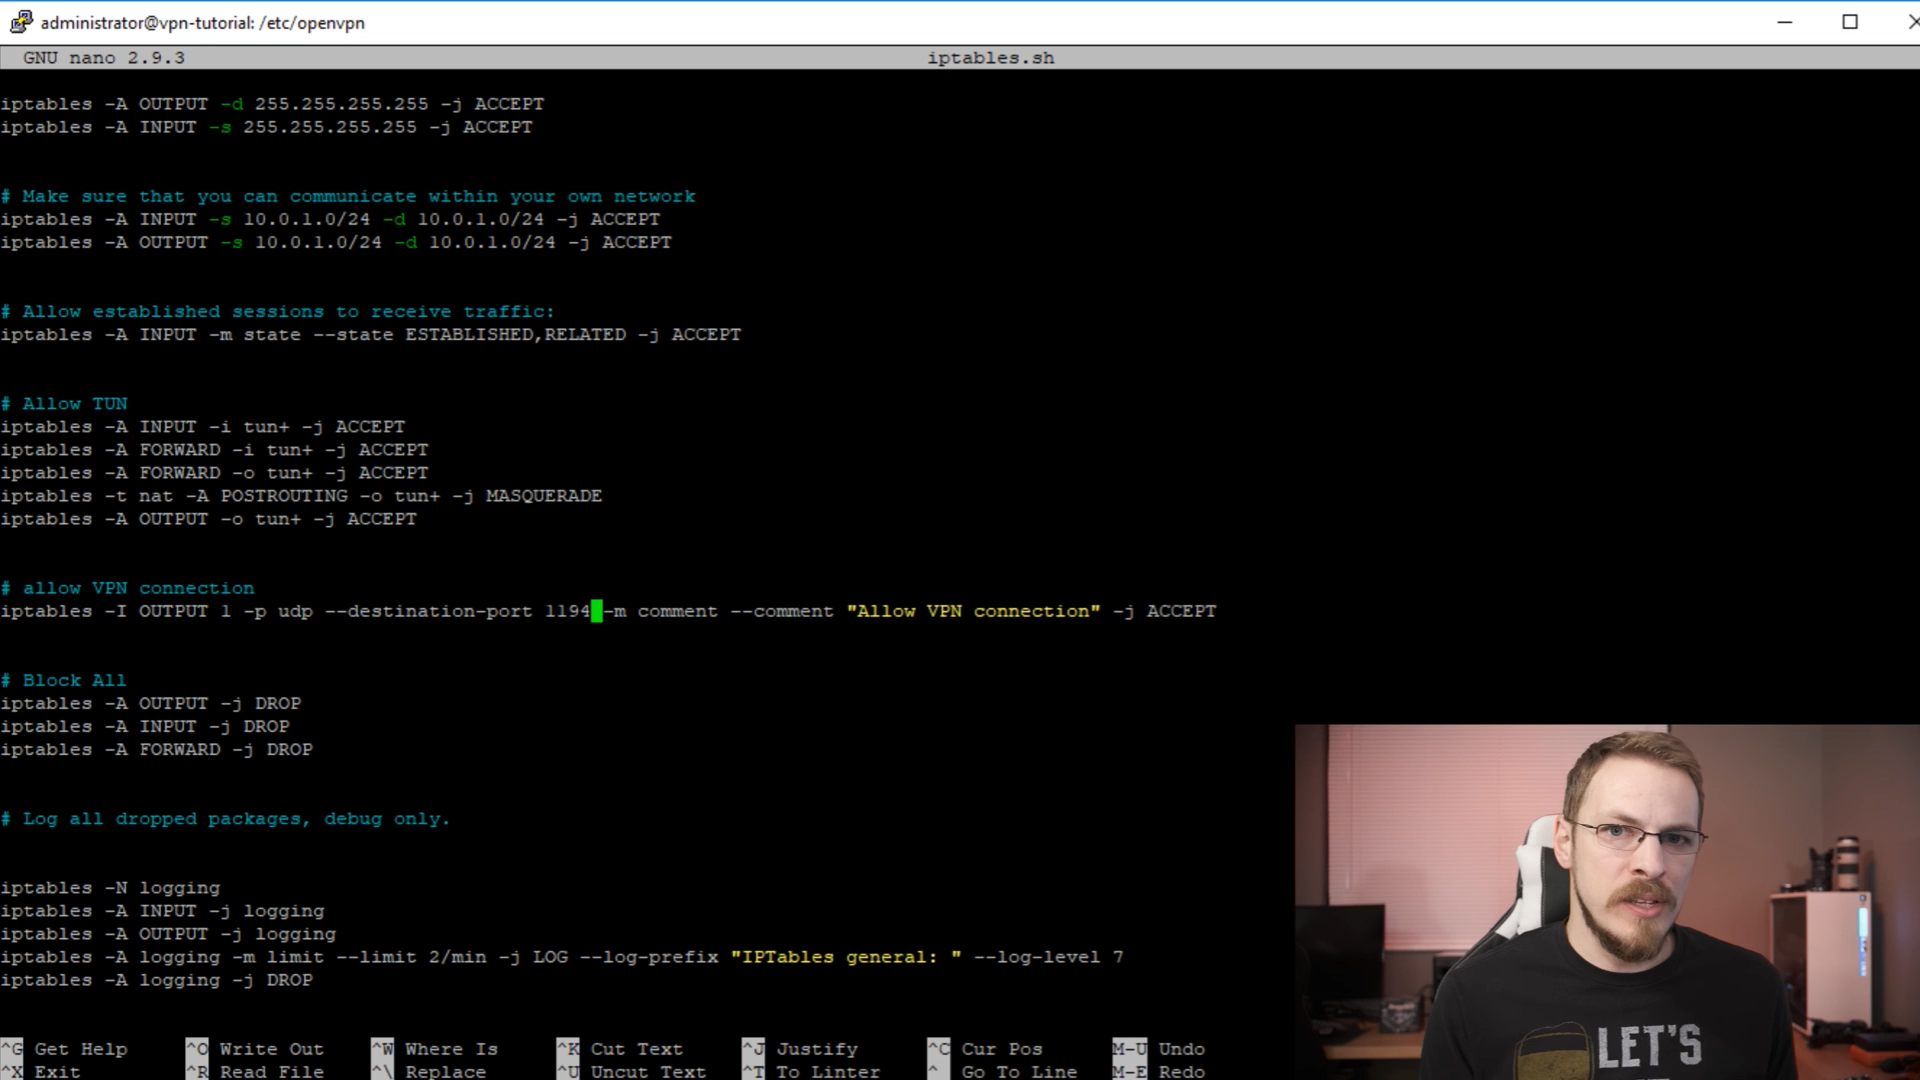 administrator@vpn-tutorial: /etc/openvpn
GNU nano 2.9.3 iptables.sh
iptables -A OUTPUT -d 255.255.255.255 -j ACCEPT
iptables -A INPUT -s 255.255.255.255 -j ACCEPT
# Make sure that you can communicate within your own network
iptables -A INPUT -s 10.0.1.0/24 -d 10.0.1.0/24 -j ACCEPT
iptables -A OUTPUT -s 10.0.1.0/24 -d 10.0.1.0/24 -j ACCEPT
# Allow established sessions to receive traffic:
iptables -A INPUT -m state --state ESTABLISHED,RELATED -j ACCEPT
# Allow TUN
iptables -A INPUT -i tun+ -j ACCEPT
iptables -A FORWARD -i tun+ -j ACCEPT
iptables -A FORWARD -o tun+ -j ACCEPT
iptables -t nat -A POSTROUTING -o tun+ -j MASQUERADE
iptables -A OUTPUT -o tun+ -j ACCEPT
# allow VPN connection
iptables -I OUTPUT 1 -p udp --destination-port 1194 -m comment --comment "Allow VPN connection" -j ACCEPT
# Block All
iptables -A OUTPUT -j DROP
iptables -A INPUT -j DROP
iptables -A FORWARD -j DROP
# Log all dropped packages, debug only.
iptables -N logging
iptables -A INPUT -j logging
iptables -A OUTPUT -j logging
iptables -A logging -m limit --limit 2/min -j LOG --log-prefix "IPTables general: " --log-level 7
iptables -A logging -j DROP
^G Get Help ^O Write Out ^W Where Is ^K Cut Text ^J Justify ^C Cur Pos M-U Undo
^X Exit ^R Read File ^\ Replace ^U Uncut Text ^T To Linter ^_ Go To Line M-E Redo
LET'S